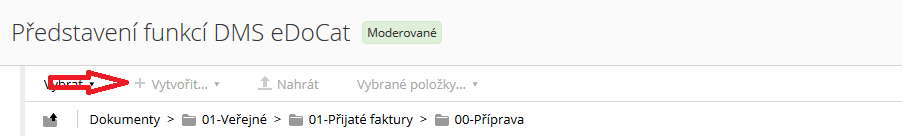 Představení funkcí DMS eDoCat Moderované
Vybrat Vytvořit... Nahrát Vybrané položky...
Dokumenty > 01-Veřejné > 01-Přijaté faktury > 00-Příprava